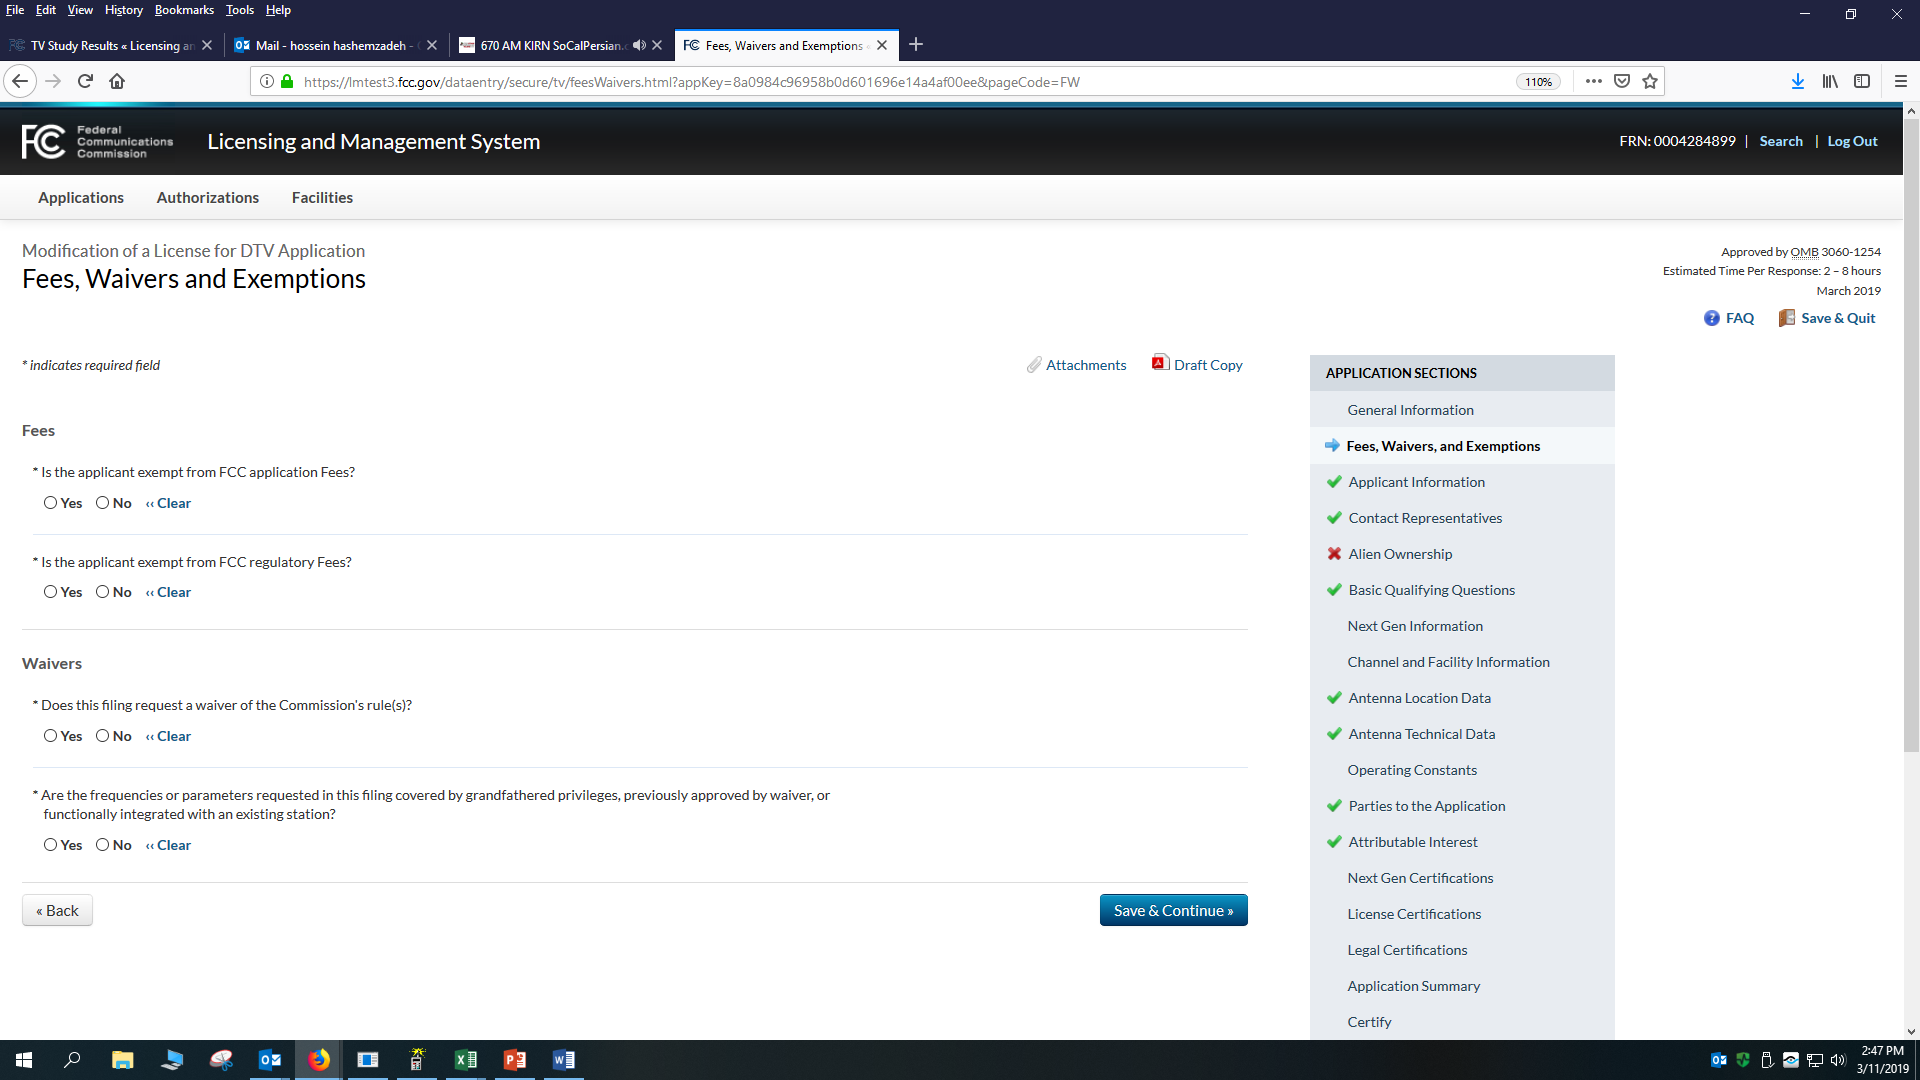 File Edit View History Bookmarks Tools Help
TV Study Results « Licensing an
Mail - hossein hashemzadeh -
670 AM KIRN SoCalPersian.c
Fees, Waivers and Exemptions «
https://lmtest3.fcc.gov/dataentry/secure/tv/feesWaivers.html?appKey=8a0984c96958b0d601696e14a4af00ee&pageCode=FW
110%
FC Federal Communications Commission
Licensing and Management System
FRN: 0004284899 | Search | Log Out
Applications Authorizations Facilities
Modification of a License for DTV Application
Fees, Waivers and Exemptions
Approved by OMB 3060-1254
Estimated Time Per Response: 2 – 8 hours
March 2019
FAQ Save & Quit
* indicates required field
Attachments Draft Copy
Fees
* Is the applicant exempt from FCC application Fees?
Yes No ‹‹ Clear
* Is the applicant exempt from FCC regulatory Fees?
Yes No ‹‹ Clear
Waivers
* Does this filing request a waiver of the Commission's rule(s)?
Yes No ‹‹ Clear
* Are the frequencies or parameters requested in this filing covered by grandfathered privileges, previously approved by waiver, or
functionally integrated with an existing station?
Yes No ‹‹ Clear
« Back
Save & Continue »
APPLICATION SECTIONS
General Information
Fees, Waivers, and Exemptions
Applicant Information
Contact Representatives
Alien Ownership
Basic Qualifying Questions
Next Gen Information
Channel and Facility Information
Antenna Location Data
Antenna Technical Data
Operating Constants
Parties to the Application
Attributable Interest
Next Gen Certifications
License Certifications
Legal Certifications
Application Summary
Certify
2:47 PM
3/11/2019